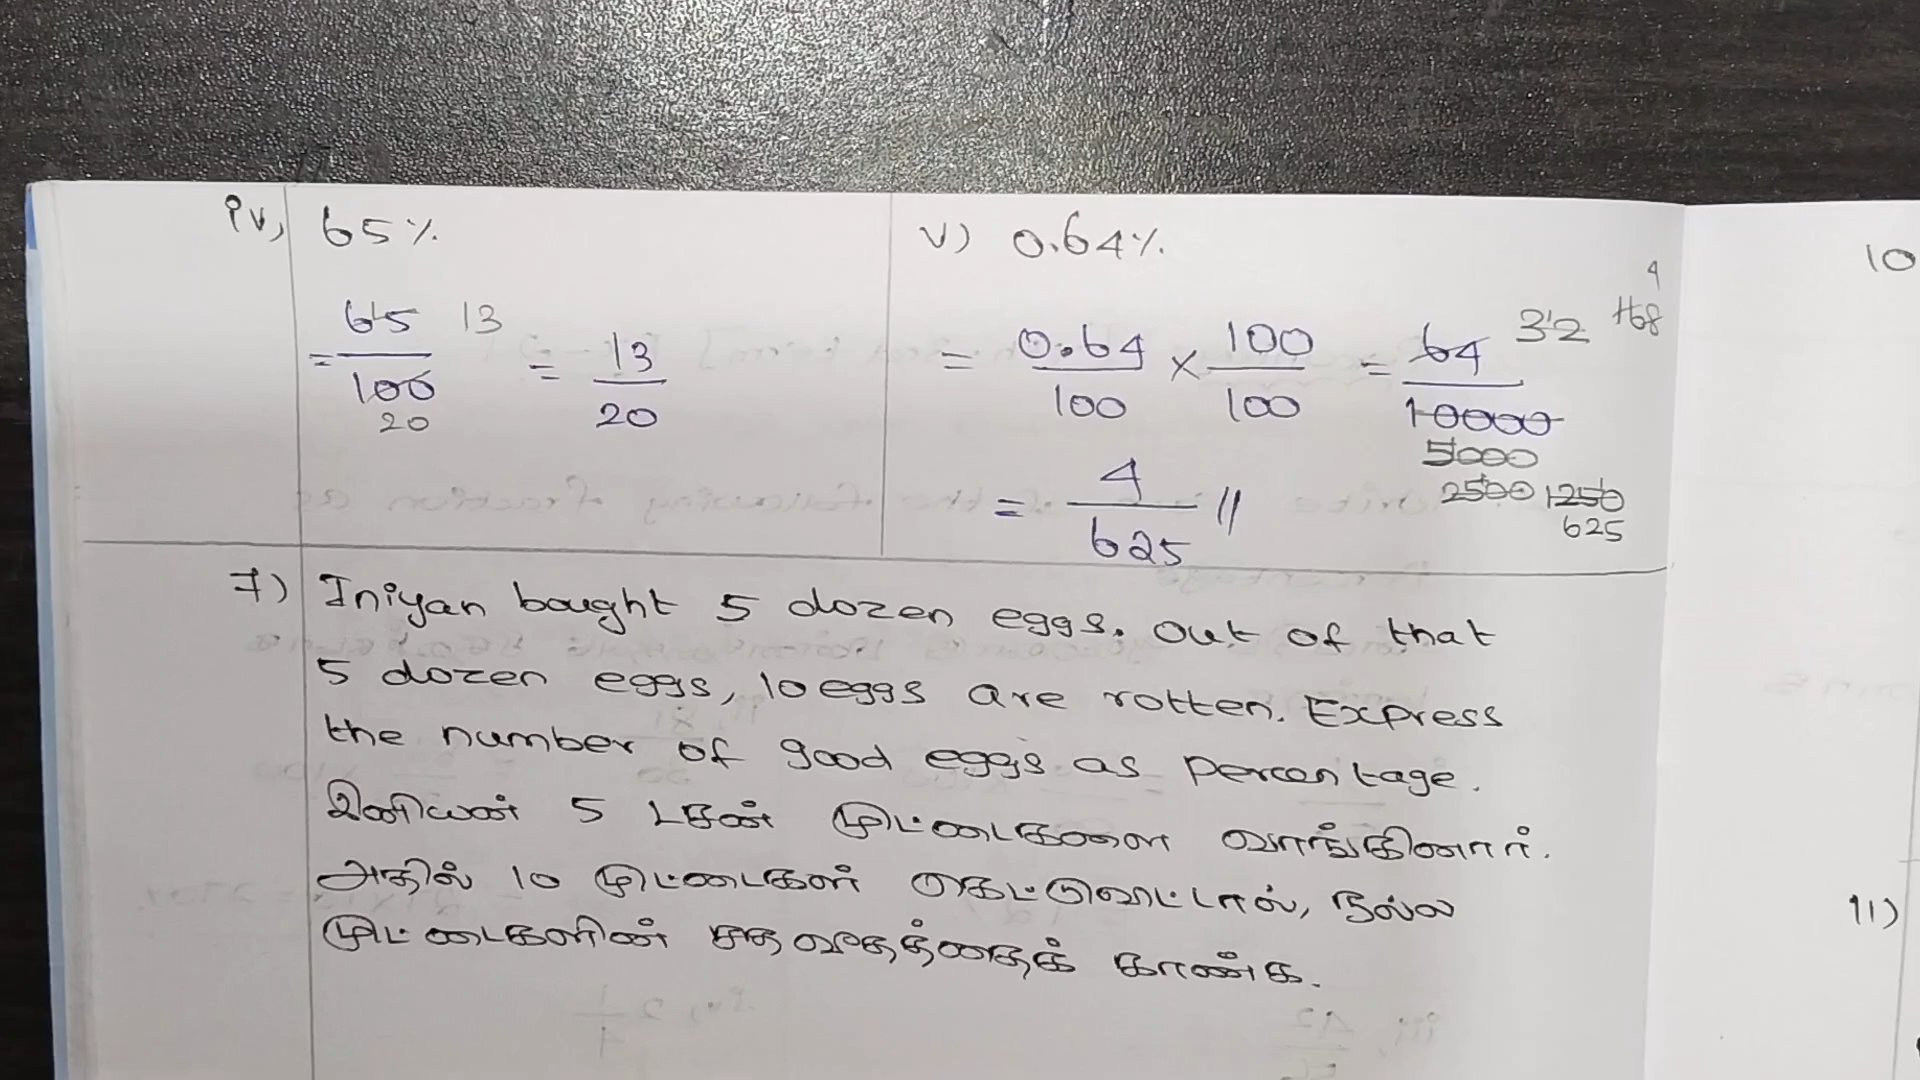 iv) 65%
= 65/100 13 20 = 13/20
v) 0.64%
= 0.64/100 × 100/100 = 64/10000 32 168 4
5000
2500 1250
625
= 4/625 //
7) Iniyan bought 5 dozen eggs. out of that
5 dozen eggs, 10 eggs are rotten. Express
the number of good eggs as percentage.
இனியன் 5 டசன் முட்டைகளை வாங்கினார்.
அதில் 10 முட்டைகள் கெட்டுவிட்டால், நல்ல
முட்டைகளின் சதவீதத்தைக் காண்க.
10
11)